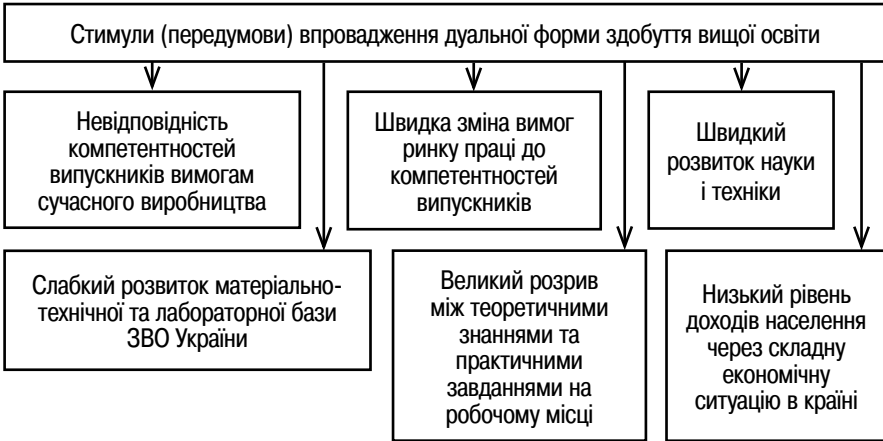 Стимули (передумови) впровадження дуальної форми здобуття вищої освіти
Невідповідність
компетентностей
випускників вимогам
сучасного виробництва
Швидка зміна вимог
ринку праці до
компетентностей
випускників
Швидкий
розвиток науки
і техніки
Слабкий розвиток матеріально-
технічної та лабораторної бази
ЗВО України
Великий розрив
між теоретичними
знаннями та
практичними
завданнями на
робочому місці
Низький рівень
доходів населення
через складну
економічну
ситуацію в країні